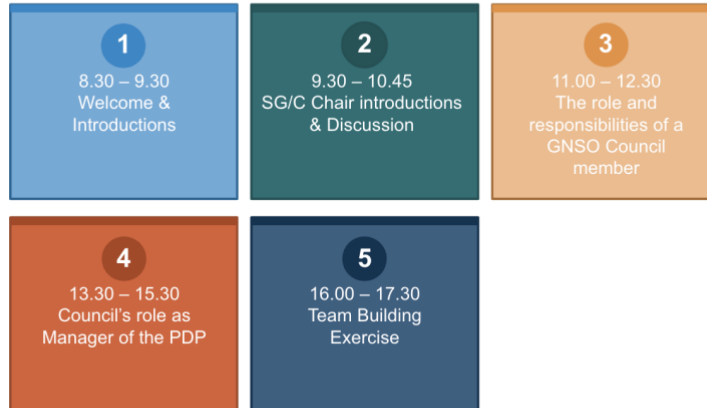 1
8.30 – 9.30
Welcome &
Introductions
2
9.30 – 10.45
SG/C Chair introductions
& Discussion
3
11.00 – 12.30
The role and
responsibilities of a
GNSO Council
member
4
13.30 – 15.30
Council's role as
Manager of the PDP
5
16.00 – 17.30
Team Building
Exercise